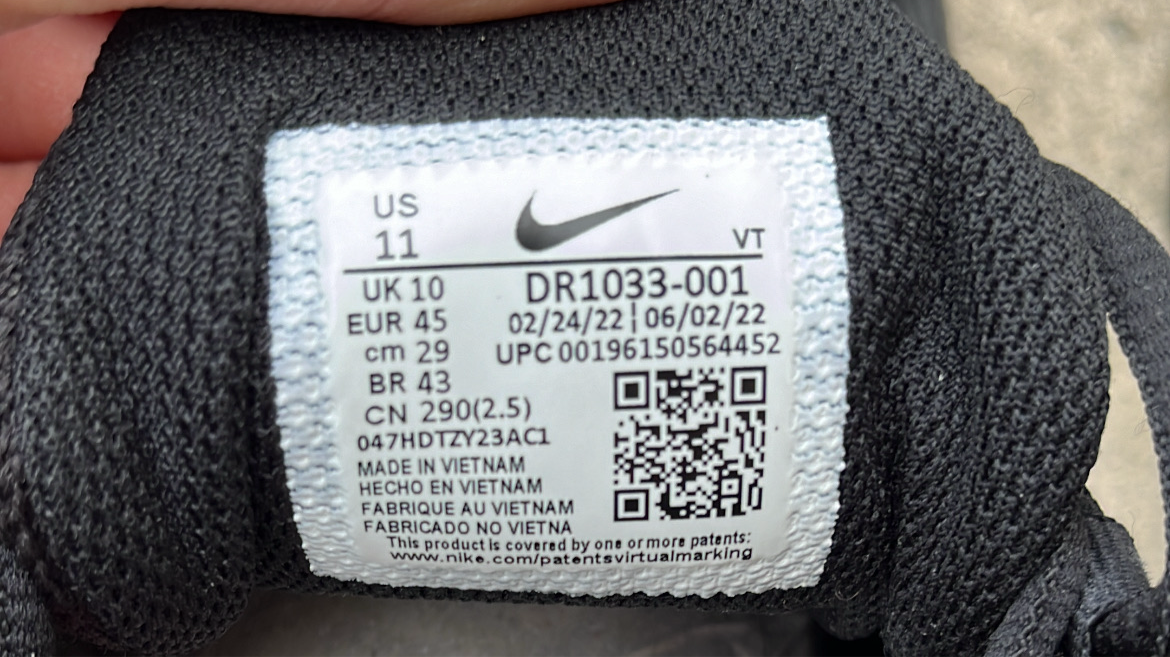 US
11
VT
UK 10
DR1033-001
EUR 45
02/24/22 | 06/02/22
cm 29
UPC 00196150564452
BR 43
CN 290(2.5)
047HDTZY23AC1
MADE IN VIETNAM
HECHO EN VIETNAM
FABRIQUE AU VIETNAM
FABRICADO NO VIETNA
This product is covered by one or more patents:
www.nike.com/patentsvirtualmarking